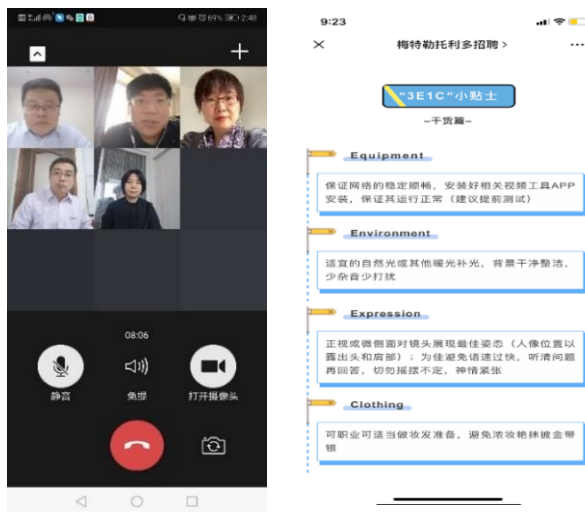 69% 2:48
08:06
静音
免提
打开摄像头
9:23
梅特勒托利多招聘 >
"3E1C"小贴士
–干货篇–
Equipment
保证网络的稳定顺畅，安装好相关视频工具APP
安装，保证其运行正常（建议提前测试）
Environment
适宜的自然光或其他暖光补光，背景干净整洁，
少杂音少打扰
Expression
正视或微侧面对镜头展现最佳姿态（人像位置以
露出头和肩部）；为佳避免语速过快，听清问题
再回答，切勿摇摆不定，神情紧张
Clothing
可职业可适当做妆发准备，避免浓妆艳抹披金带
银